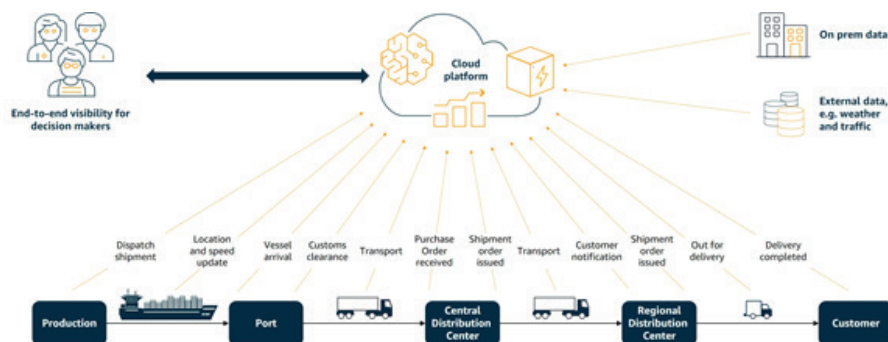 Cloud
platform
On prem data
End-to-end visibility for
decision makers
External data,
e.g. weather
and traffic
Dispatch
shipment
Location
and speed
update
Vessel
arrival
Customs
clearance
Transport
Purchase
Order
received
Shipment
order
issued
Transport
Customer
notification
Shipment
order
issued
Out for
delivery
Delivery
completed
Production
Port
Central
Distribution
Center
Regional
Distribution
Center
Customer